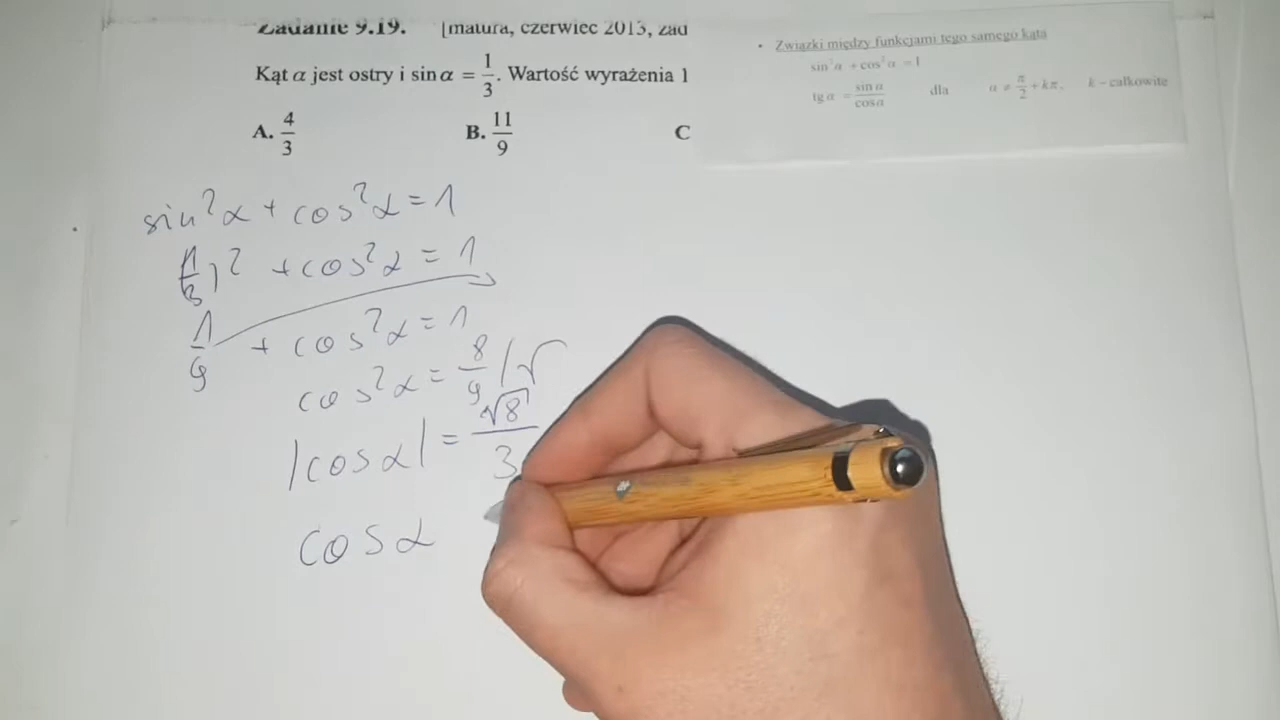 Zadanie 9.19. [matura, czerwiec 2013, zad
Kąt α jest ostry i sin α = 1/3. Wartość wyrażenia 1
A. 4/3 B. 11/9 C
• Związki między funkcjami tego samego kąta
sin²α + cos²α = 1
tg α = sin α / cos α dla α ≠ π/2 + kπ, k – całkowite
sin²α + cos²α = 1
(1/3)² + cos²α = 1
1/9 + cos²α = 1
cos²α = 8/9 /√
|cos α| = √8/3
cos α